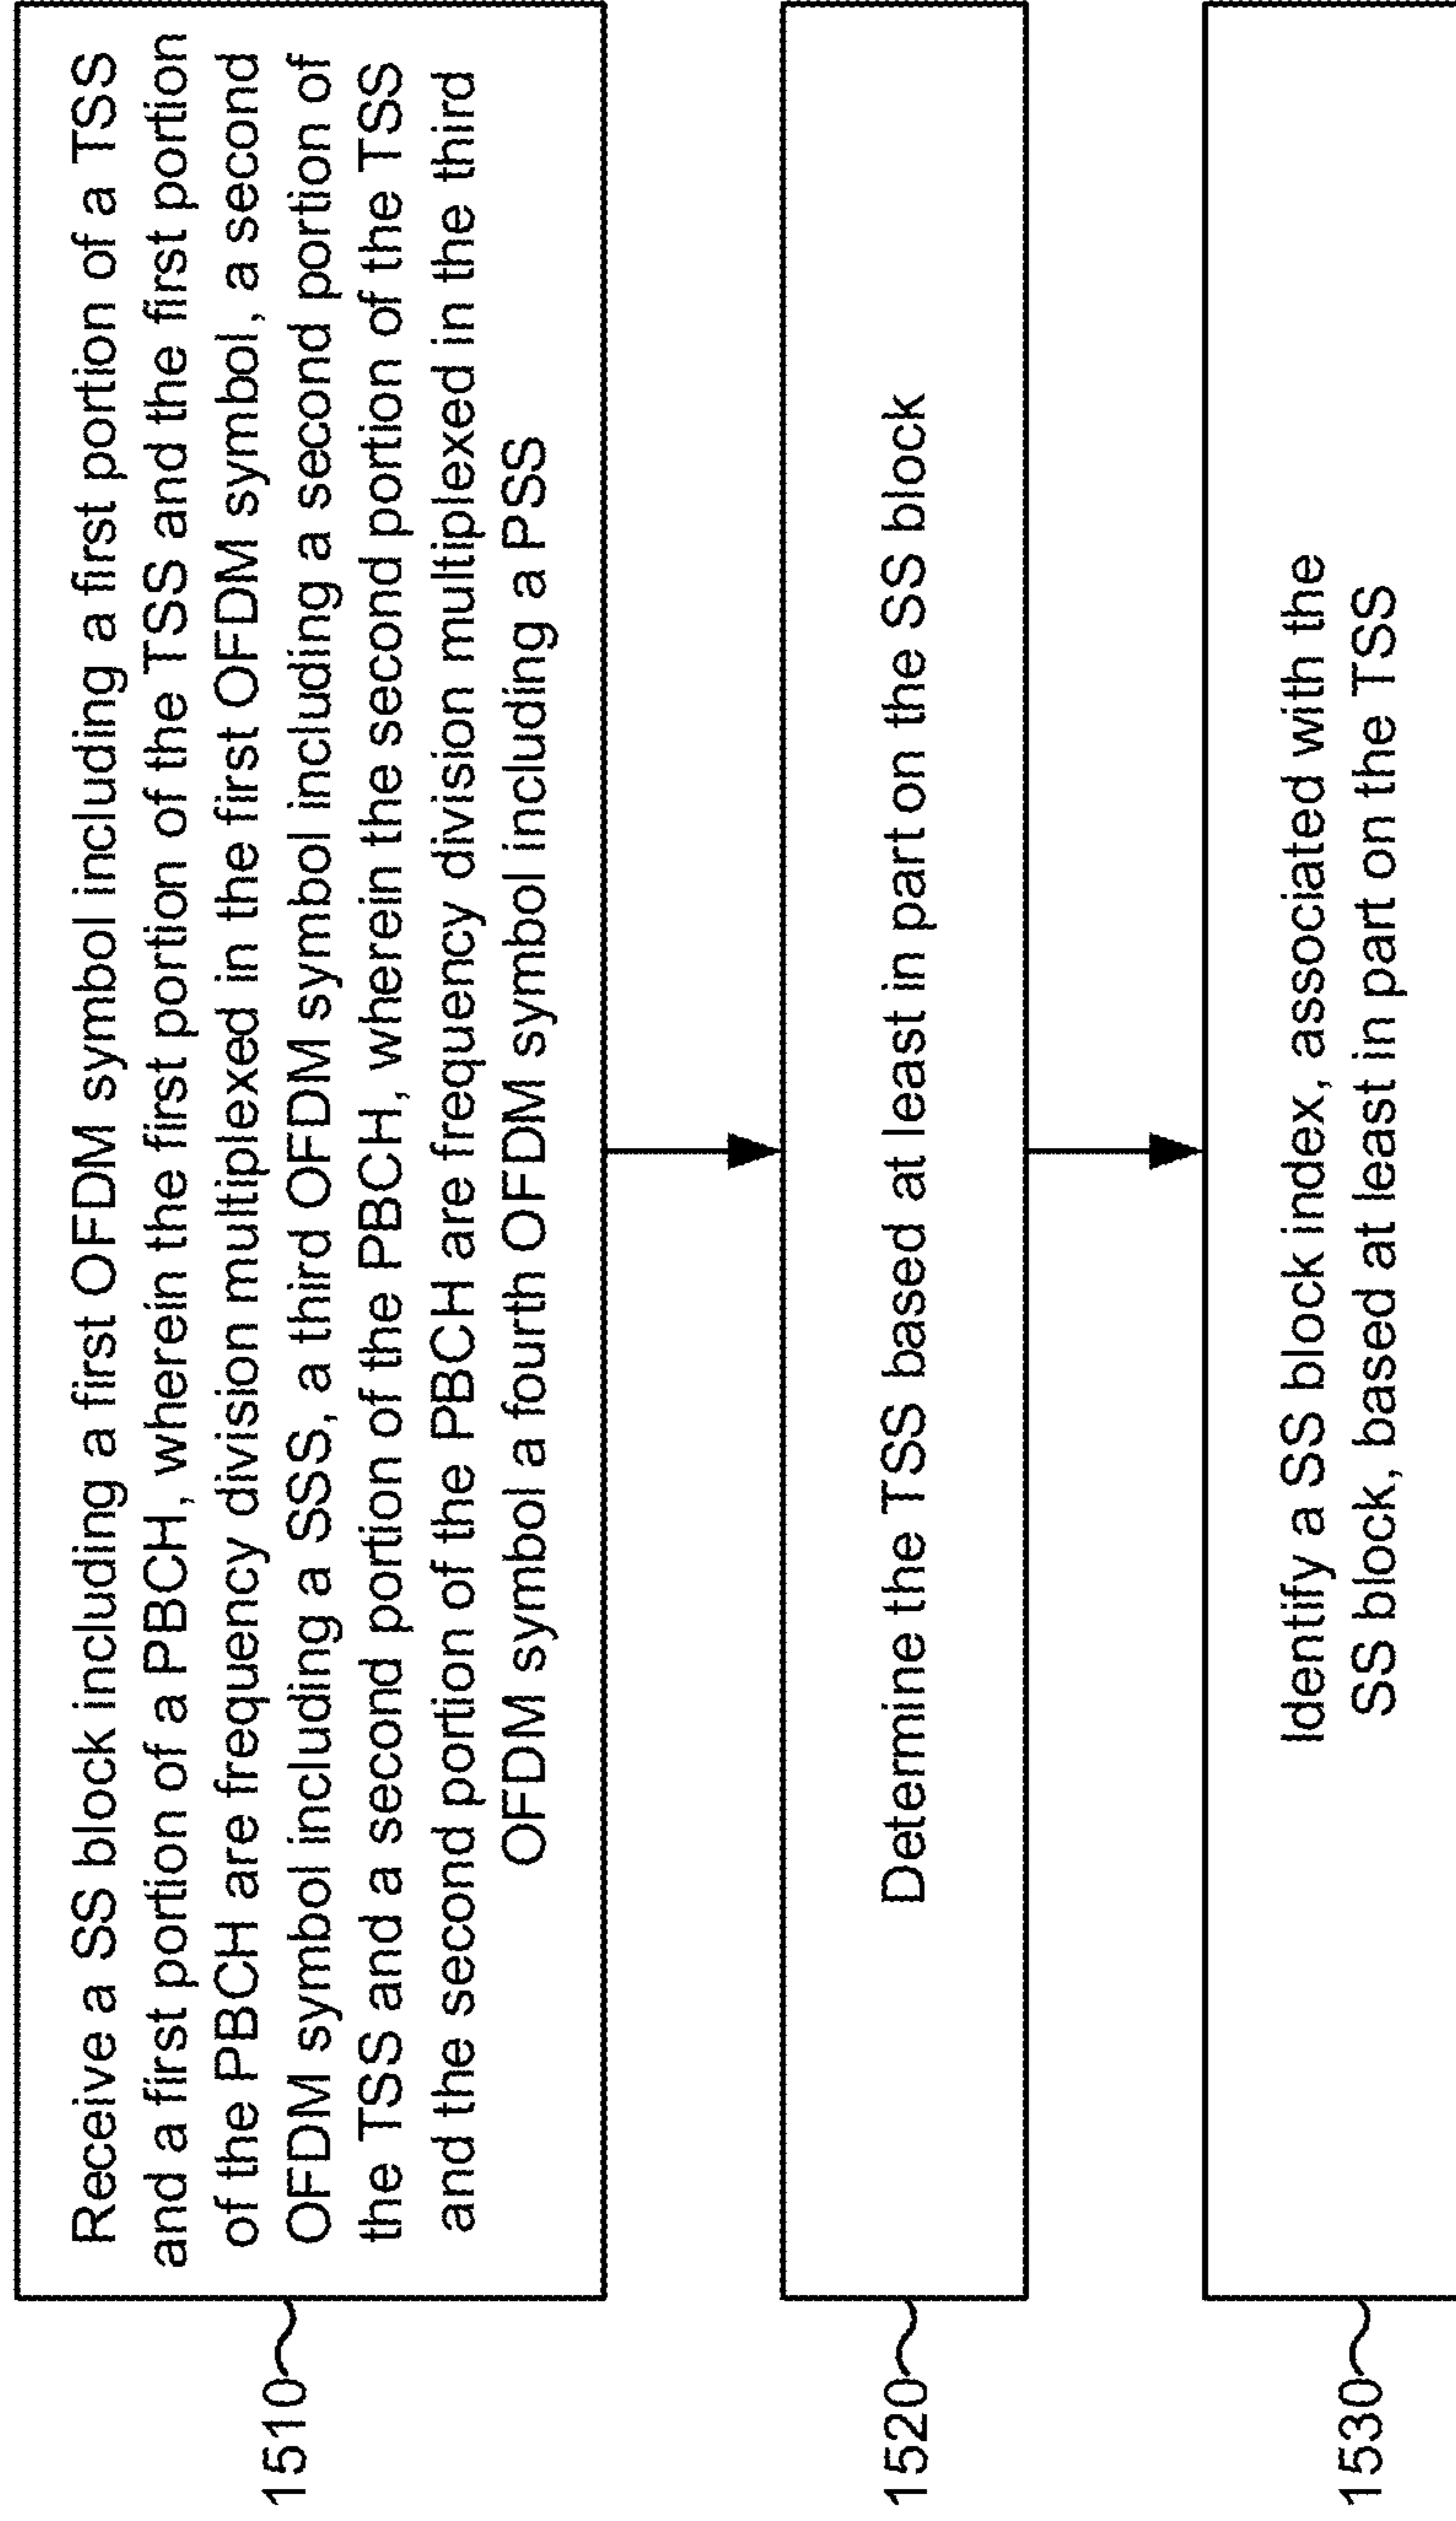 1510
Receive a SS block including a first OFDM symbol including a first portion of a TSS
and a first portion of a PBCH, wherein the first portion of the TSS and the first portion
of the PBCH are frequency division multiplexed in the first OFDM symbol, a second
OFDM symbol including a SSS, a third OFDM symbol including a second portion of
the TSS and a second portion of the PBCH, wherein the second portion of the TSS
and the second portion of the PBCH are frequency division multiplexed in the third
OFDM symbol a fourth OFDM symbol including a PSS
1520
Determine the TSS based at least in part on the SS block
1530
Identify a SS block index, associated with the
SS block, based at least in part on the TSS